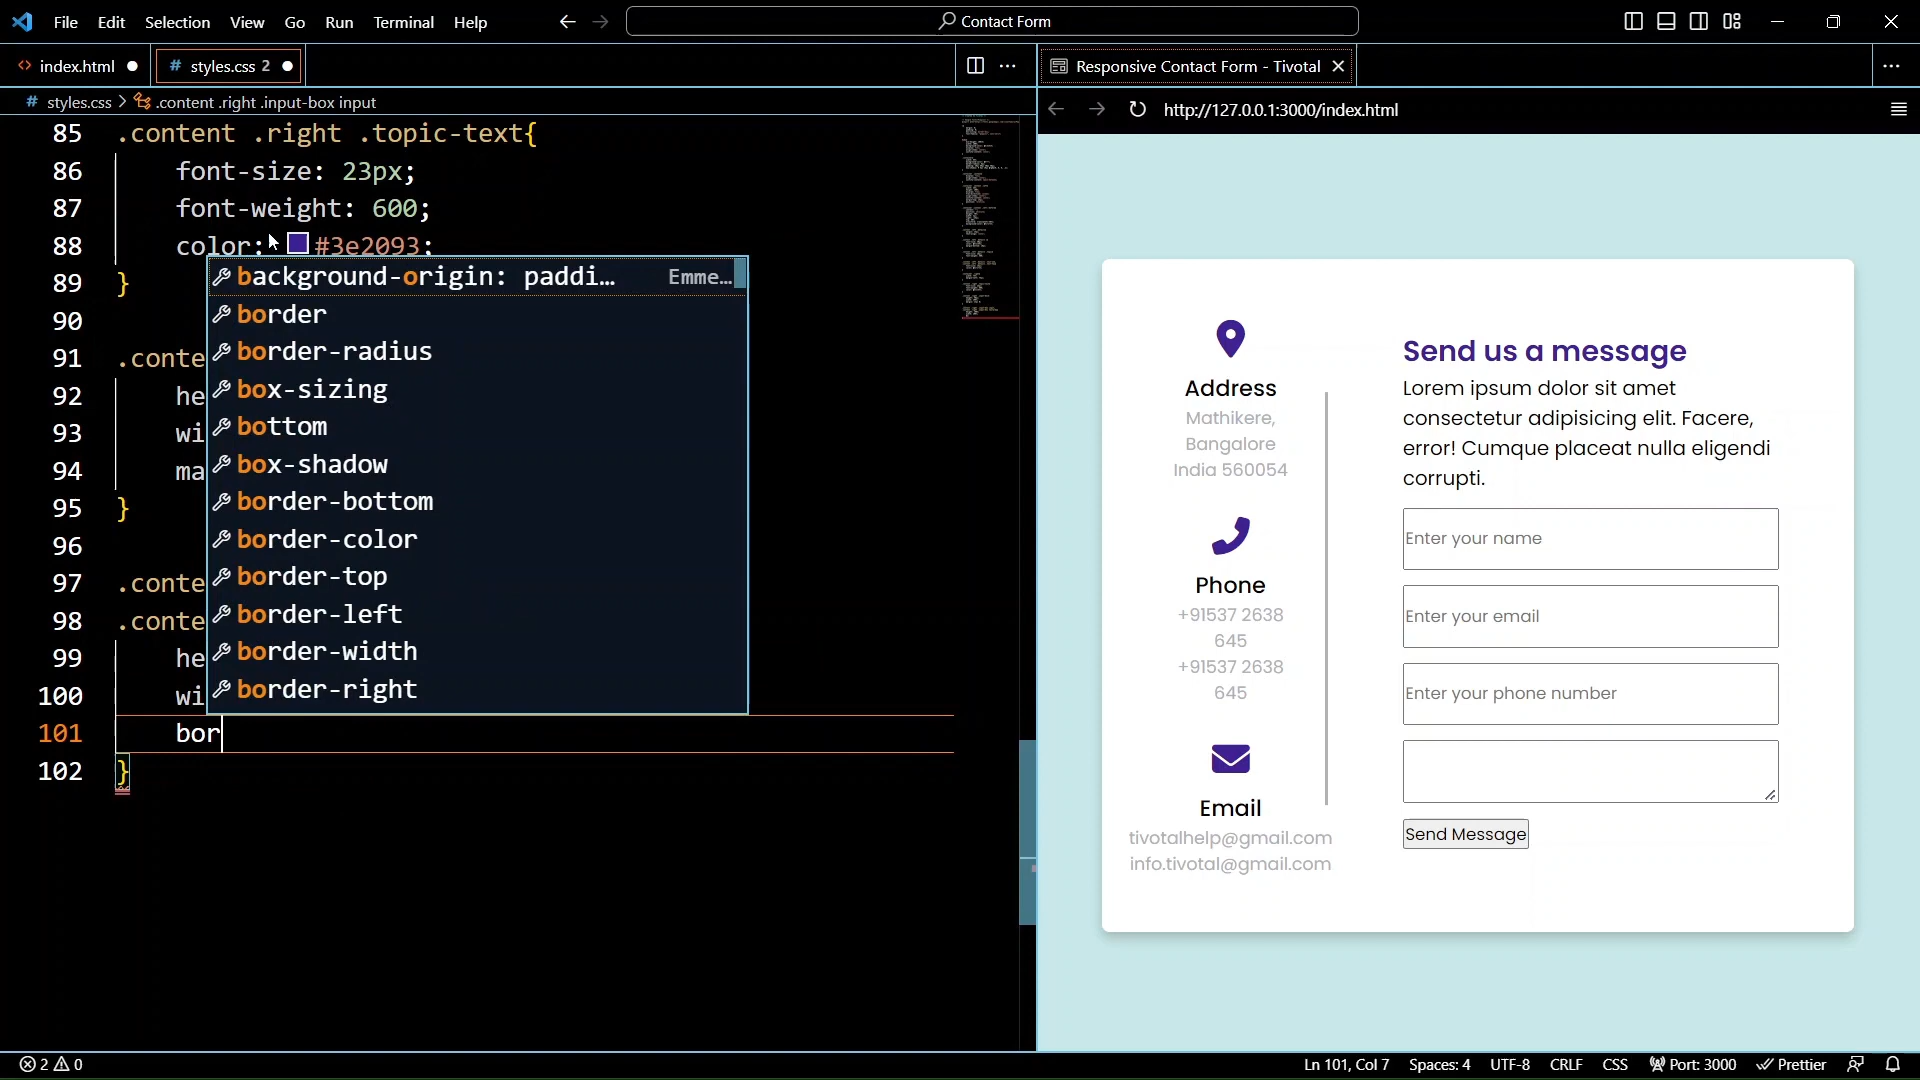 File Edit Selection View Go Run Terminal Help
Contact Form
index.html
# styles.css 2
Responsive Contact Form - Tivotal
# styles.css > .content .right .input-box input
http://127.0.0.1:3000/index.html
85 .content .right .topic-text{
86 font-size: 23px;
87 font-weight: 600;
88 color: #3e2093;
89 }
90
91 .conte
92 he
93 wi
94 ma
95 }
96
97 .conte
98 .conte
99 he
100 wi
101 bor
102 }
background-origin: paddi... Emme...
border
border-radius
box-sizing
bottom
box-shadow
border-bottom
border-color
border-top
border-left
border-width
border-right
Address
Mathikere,
Bangalore
India 560054
Phone
+91537 2638
645
+91537 2638
645
Email
tivotalhelp@gmail.com
info.tivotal@gmail.com
Send us a message
Lorem ipsum dolor sit amet
consectetur adipisicing elit. Facere,
error! Cumque placeat nulla eligendi
corrupti.
Enter your name
Enter your email
Enter your phone number
Send Message
2 0
Ln 101, Col 7 Spaces: 4 UTF-8 CRLF CSS Port: 3000 Prettier